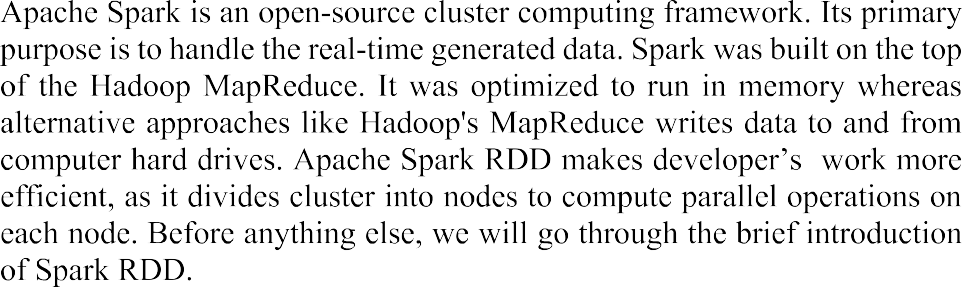 Apache Spark is an open-source cluster computing framework. Its primary
purpose is to handle the real-time generated data. Spark was built on the top
of the Hadoop MapReduce. It was optimized to run in memory whereas
alternative approaches like Hadoop's MapReduce writes data to and from
computer hard drives. Apache Spark RDD makes developer’s  work more
efficient, as it divides cluster into nodes to compute parallel operations on
each node. Before anything else, we will go through the brief introduction
of Spark RDD.